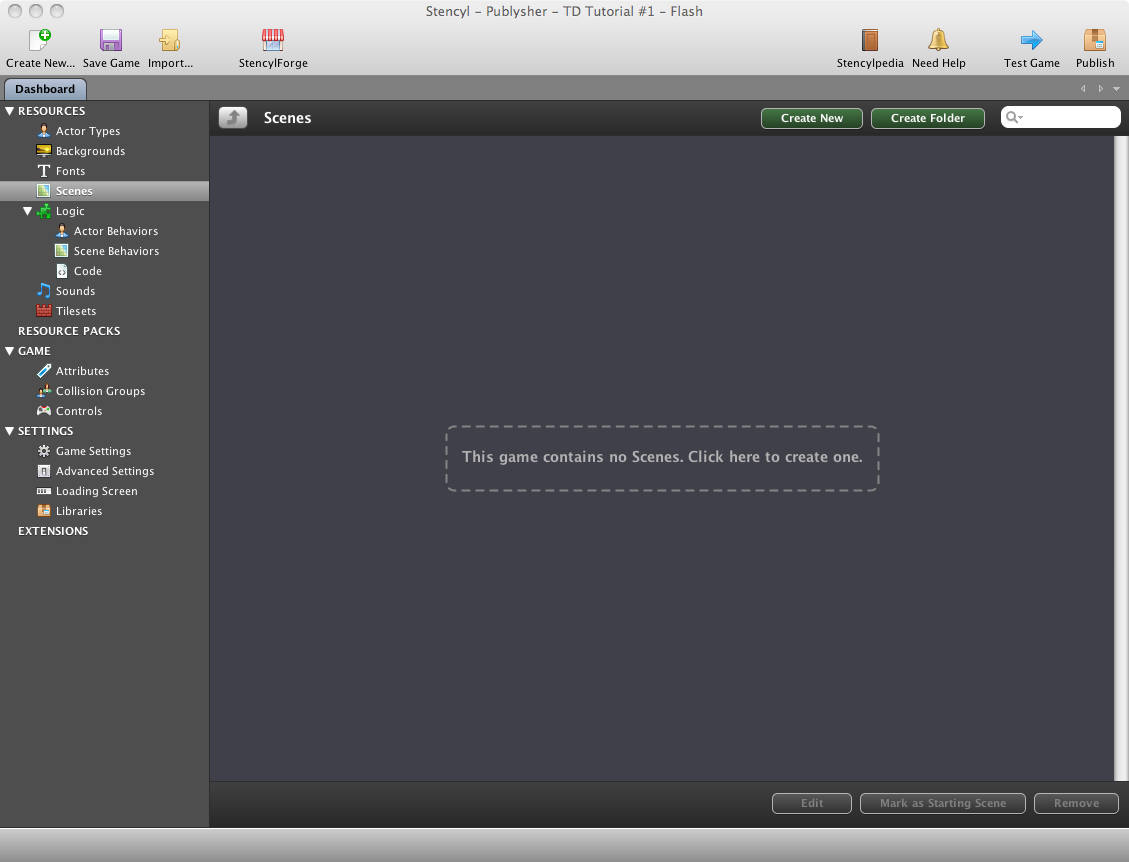 Stencyl – Publysher – TD Tutorial #1 – Flash
Create New... Save Game Import... StencylForge Stencylpedia Need Help Test Game Publish
Dashboard
RESOURCES
Actor Types
Backgrounds
Fonts
Scenes
Logic
Actor Behaviors
Scene Behaviors
Code
Sounds
Tilesets
RESOURCE PACKS
GAME
Attributes
Collision Groups
Controls
SETTINGS
Game Settings
Advanced Settings
Loading Screen
Libraries
EXTENSIONS
Scenes Create New Create Folder
This game contains no Scenes. Click here to create one.
Edit Mark as Starting Scene Remove